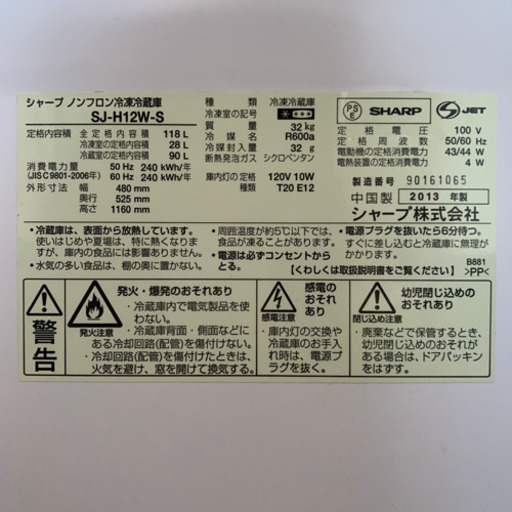 シャープ ノンフロン冷凍冷蔵庫
SJ-H12W-S
定格内容積 全定格内容積 118 L
冷凍室の定格内容積 28 L
冷蔵室の定格内容積 90 L
消費電力量 50 Hz 240 kWh/年
(JIS C 9801-2006年) 60 Hz 240 kWh/年
外形寸法 幅 480 mm
奥行 525 mm
高さ 1160 mm
種類 冷凍冷蔵庫
冷凍室の記号
質量 32 kg
冷媒名 R600a
冷媒封入量 32 g
断熱発泡ガス シクロペンタン
庫内灯の定格 120V 10W
T20 E12
PS E SHARP S JET
定格電圧 100 V
定格周波数 50/60 Hz
電動機の定格消費電力 43/44 W
電熱装置の定格消費電力 4 W
製造番号 90161065
中国製 2013 年製
シャープ株式会社
・冷蔵庫は、表面から放熱しています。
使いはじめや夏場は、特に熱くなりま
すが、庫内の食品には影響ありません。
・水気の多い食品は、棚の奥に置かない。
・周囲温度が約5℃以下では、
食品が凍ることがあります。
・電源は必ずコンセントから
とる。
・電源プラグを抜いたら6分待つ。
すぐに差し込むと冷蔵庫に無理が
かかります。
B881
〔くわしくは取扱説明書をご覧ください〕 >PP<
警告
発火注意
発火・爆発のおそれあり
・冷蔵庫内で電気製品を使
わない。
・冷蔵庫背面・側面などに
ある冷却回路(配管)を傷付けない。
・冷却回路(配管)を傷付けたときは、
火気を避け、窓を開けて換気する。
感電注意
感電の
おそれあり
・庫内灯の交換や
冷蔵庫のお手入
れ時は、電源プ
ラグを抜く。
閉込め注意
幼児閉じ込めの
おそれあり
・廃棄などで保管するとき、
幼児閉じ込めのおそれが
ある場合は、ドアパッキン
をはずす。